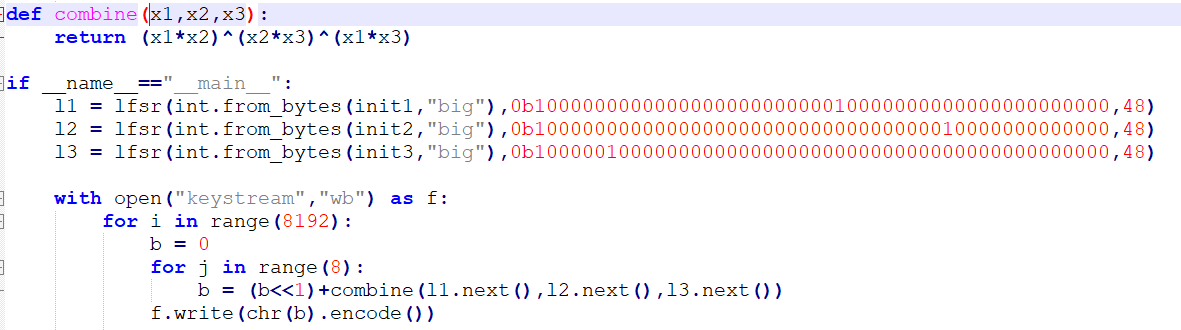 def combine(x1,x2,x3):
return (x1*x2)^(x2*x3)^(x1*x3)
if __name__=="__main__":
l1 = lfsr(int.from_bytes(init1,"big"),0b100000000000000000000000010000000000000000000000,48)
l2 = lfsr(int.from_bytes(init2,"big"),0b100000000000000000000000000000000010000000000000,48)
l3 = lfsr(int.from_bytes(init3,"big"),0b100000100000000000000000000000000000000000000000,48)
with open("keystream","wb") as f:
for i in range(8192):
b = 0
for j in range(8):
b = (b<<1)+combine(l1.next(),l2.next(),l3.next())
f.write(chr(b).encode())